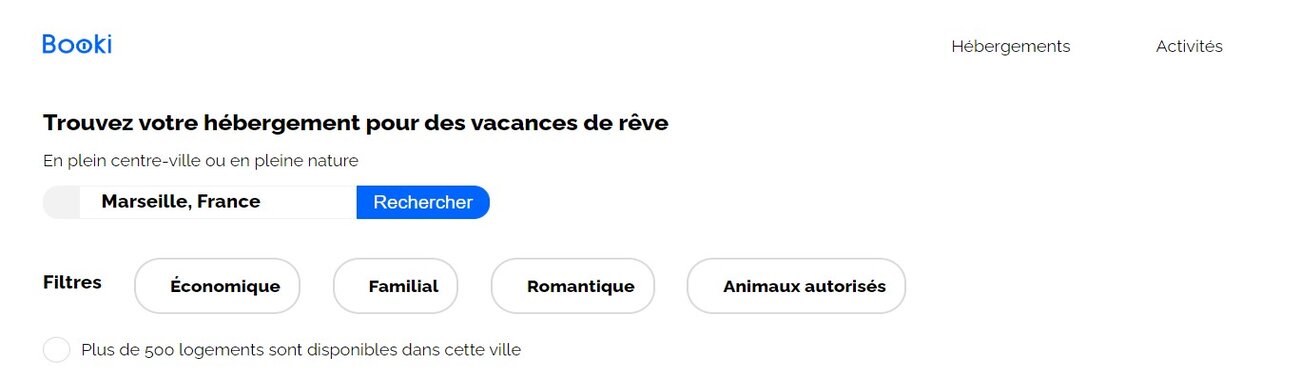 Booki
Hébergements
Activités
Trouvez votre hébergement pour des vacances de rêve
En plein centre-ville ou en pleine nature
Marseille, France
Rechercher
Filtres
Économique
Familial
Romantique
Animaux autorisés
Plus de 500 logements sont disponibles dans cette ville